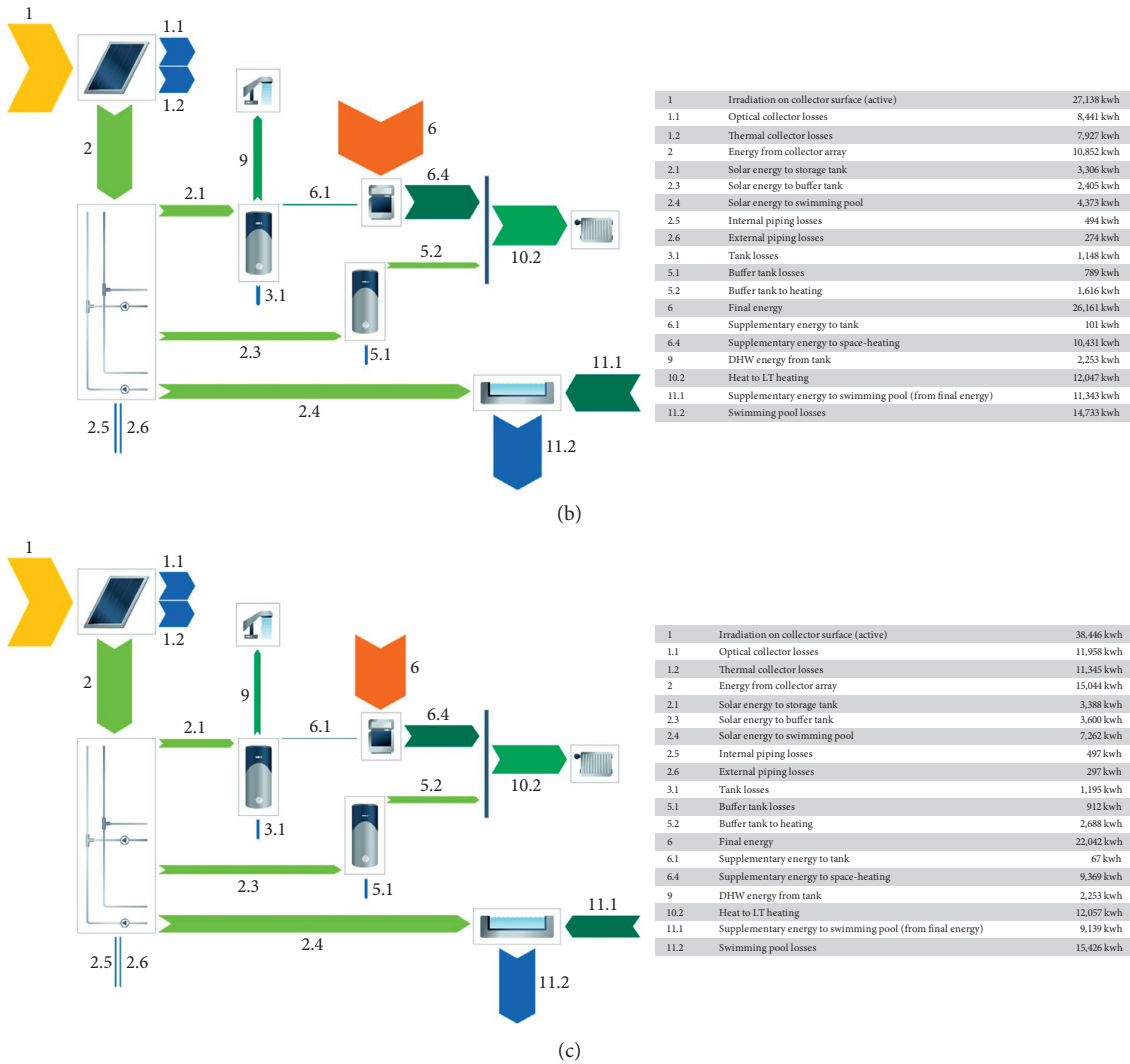 1
1.1
1.2
2
9
6
2.1
6.1
6.4
5.2
10.2
3.1
2.3
5.1
11.1
2.4
2.5 2.6
11.2
1 Irradiation on collector surface (active) 27,138 kwh
1.1 Optical collector losses 8,441 kwh
1.2 Thermal collector losses 7,927 kwh
2 Energy from collector array 10,852 kwh
2.1 Solar energy to storage tank 3,306 kwh
2.3 Solar energy to buffer tank 2,405 kwh
2.4 Solar energy to swimming pool 4,373 kwh
2.5 Internal piping losses 494 kwh
2.6 External piping losses 274 kwh
3.1 Tank losses 1,148 kwh
5.1 Buffer tank losses 789 kwh
5.2 Buffer tank to heating 1,616 kwh
6 Final energy 26,161 kwh
6.1 Supplementary energy to tank 101 kwh
6.4 Supplementary energy to space-heating 10,431 kwh
9 DHW energy from tank 2,253 kwh
10.2 Heat to LT heating 12,047 kwh
11.1 Supplementary energy to swimming pool (from final energy) 11,343 kwh
11.2 Swimming pool losses 14,733 kwh
(b)
1
1.1
1.2
2
9
6
2.1
6.1
6.4
5.2
10.2
3.1
2.3
5.1
11.1
2.4
2.5 2.6
11.2
1 Irradiation on collector surface (active) 38,446 kwh
1.1 Optical collector losses 11,958 kwh
1.2 Thermal collector losses 11,345 kwh
2 Energy from collector array 15,044 kwh
2.1 Solar energy to storage tank 3,388 kwh
2.3 Solar energy to buffer tank 3,600 kwh
2.4 Solar energy to swimming pool 7,262 kwh
2.5 Internal piping losses 497 kwh
2.6 External piping losses 297 kwh
3.1 Tank losses 1,195 kwh
5.1 Buffer tank losses 912 kwh
5.2 Buffer tank to heating 2,688 kwh
6 Final energy 22,042 kwh
6.1 Supplementary energy to tank 67 kwh
6.4 Supplementary energy to space-heating 9,369 kwh
9 DHW energy from tank 2,253 kwh
10.2 Heat to LT heating 12,057 kwh
11.1 Supplementary energy to swimming pool (from final energy) 9,139 kwh
11.2 Swimming pool losses 15,426 kwh
(c)